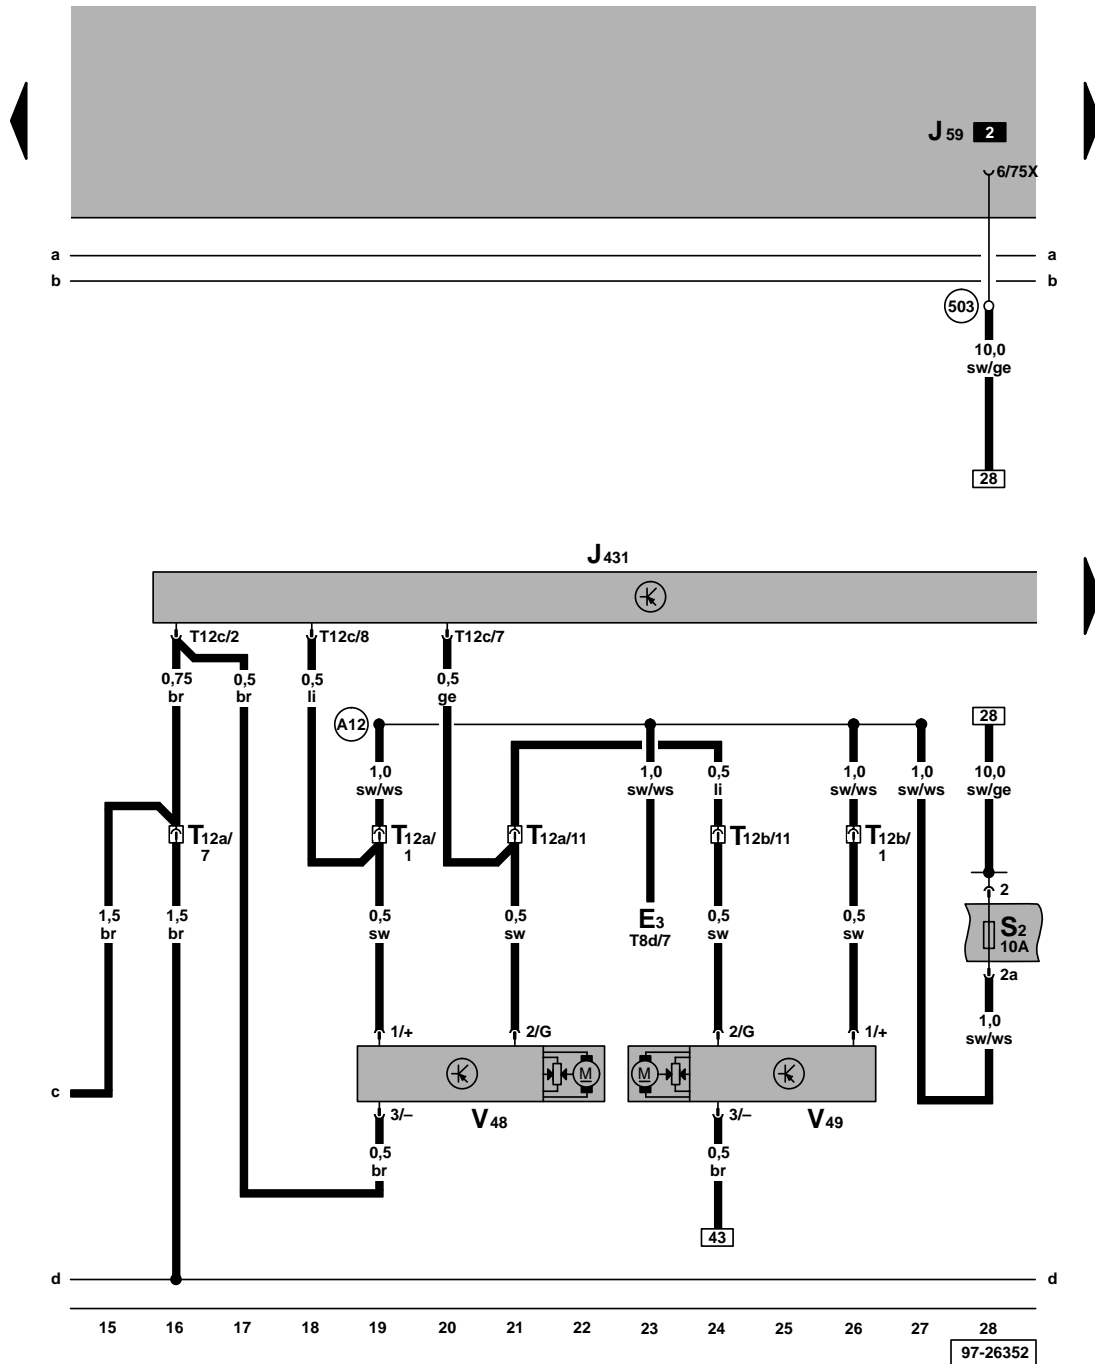 J 59 2
6/75X
a a
b b
503
10,0
sw/ge
28
J 431
T12c/2 T12c/8 T12c/7
0,75 0,5 0,5 0,5
br br li ge
A12 28
1,0 1,0 0,5 1,0 1,0 10,0
sw/ws sw/ws li sw/ws sw/ws sw/ge
T12a/ T12a/ T12a/11 T12b/11 T12b/
7 1 1
2
1,5 1,5 0,5 0,5 E3 0,5 0,5 S2
br br sw sw T8d/7 sw sw 10A
2a
1/+ 2/G 2/G 1/+ 1,0
sw/ws
M M
c
3/– V48 3/– V49
0,5 0,5
br br
43
d d
15 16 17 18 19 20 21 22 23 24 25 26 27 28
97-26352